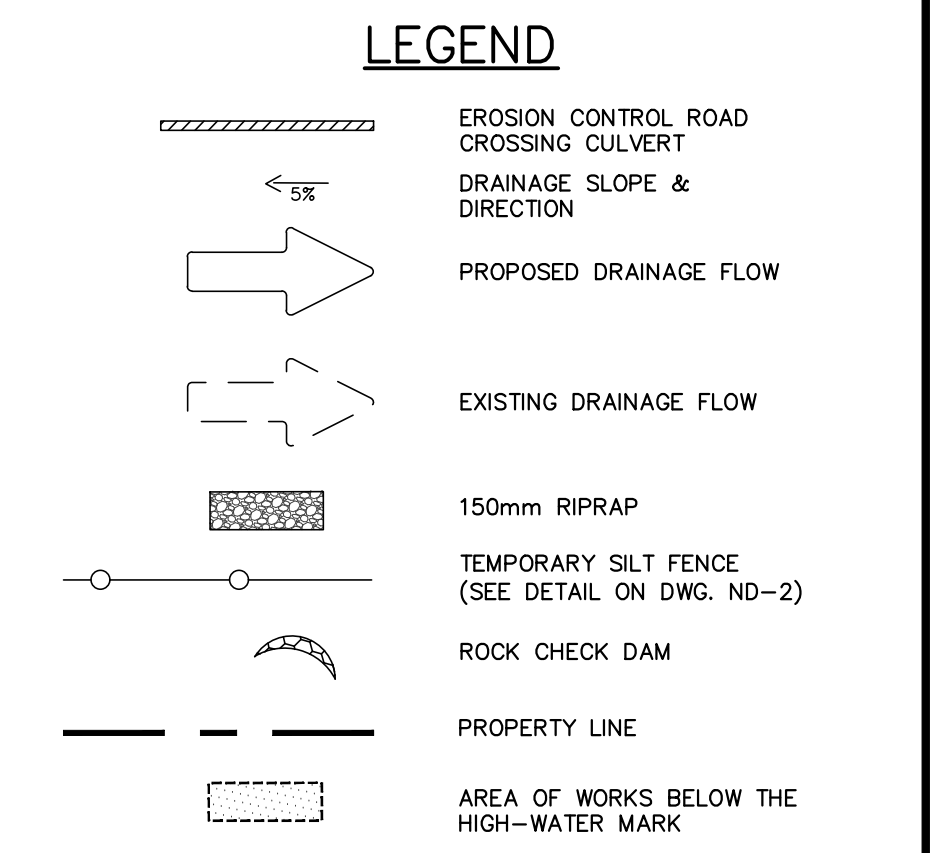 LEGEND
EROSION CONTROL ROAD
CROSSING CULVERT
5%
DRAINAGE SLOPE &
DIRECTION
PROPOSED DRAINAGE FLOW
EXISTING DRAINAGE FLOW
150mm RIPRAP
TEMPORARY SILT FENCE
(SEE DETAIL ON DWG. ND-2)
ROCK CHECK DAM
PROPERTY LINE
AREA OF WORKS BELOW THE
HIGH-WATER MARK